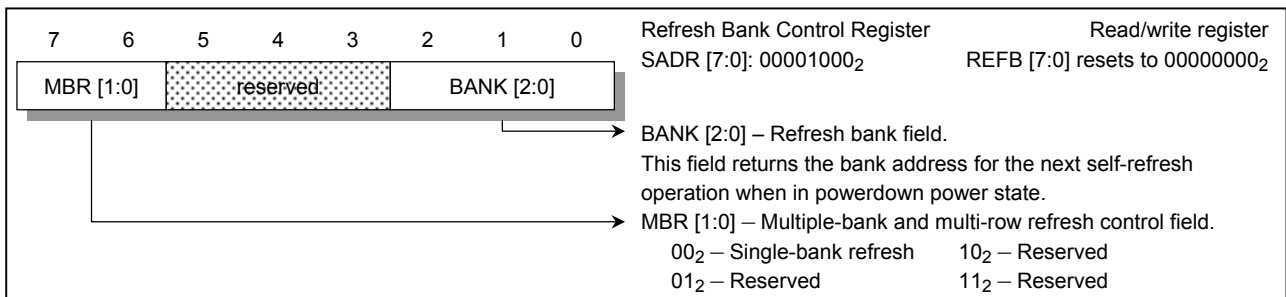 7 6 5 4 3 2 1 0
MBR [1:0] reserved BANK [2:0]
Refresh Bank Control Register Read/write register
SADR [7:0]: 00001000₂ REFB [7:0] resets to 00000000₂
BANK [2:0] – Refresh bank field.
This field returns the bank address for the next self-refresh
operation when in powerdown power state.
MBR [1:0] – Multiple-bank and multi-row refresh control field.
00₂ – Single-bank refresh 10₂ – Reserved
01₂ – Reserved 11₂ – Reserved